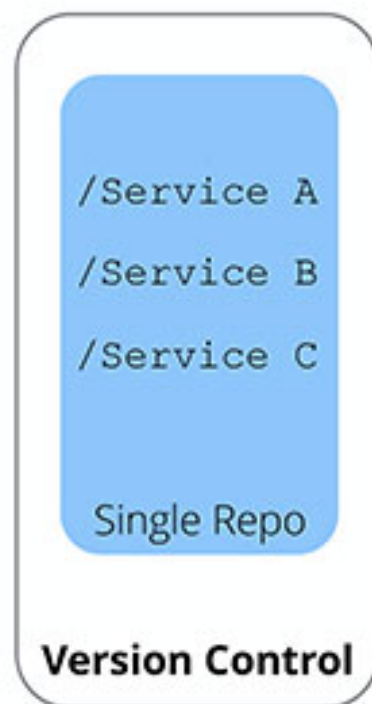 /Service A
/Service B
/Service C
Single Repo
Version Control